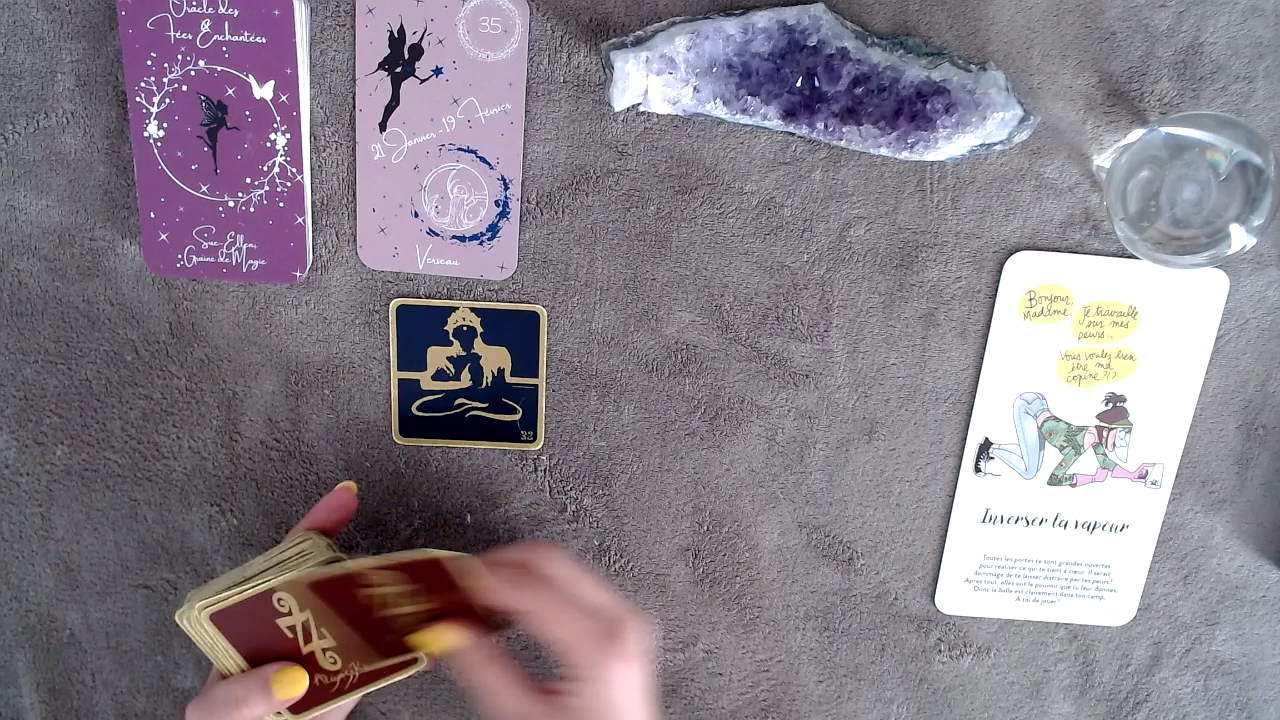 Oracle des
Fées Enchantées
Sue-Ellen,
Graine de Magie
35
21 Janvier - 19 Février
Verseau
32
Bonjour,
Madame
Je travaille
sur mes
peurs...
Vous voulez bien
être ma
copine ?!?
Inverser la vapeur
Toutes les portes te sont grandes ouvertes
pour réaliser ce qui te tient à cœur. Il serait
dommage de te laisser distraire par tes peurs !
Après tout, elles ont le pouvoir que tu leur donnes.
Donc la balle est clairement dans ton camp.
À toi de jouer !